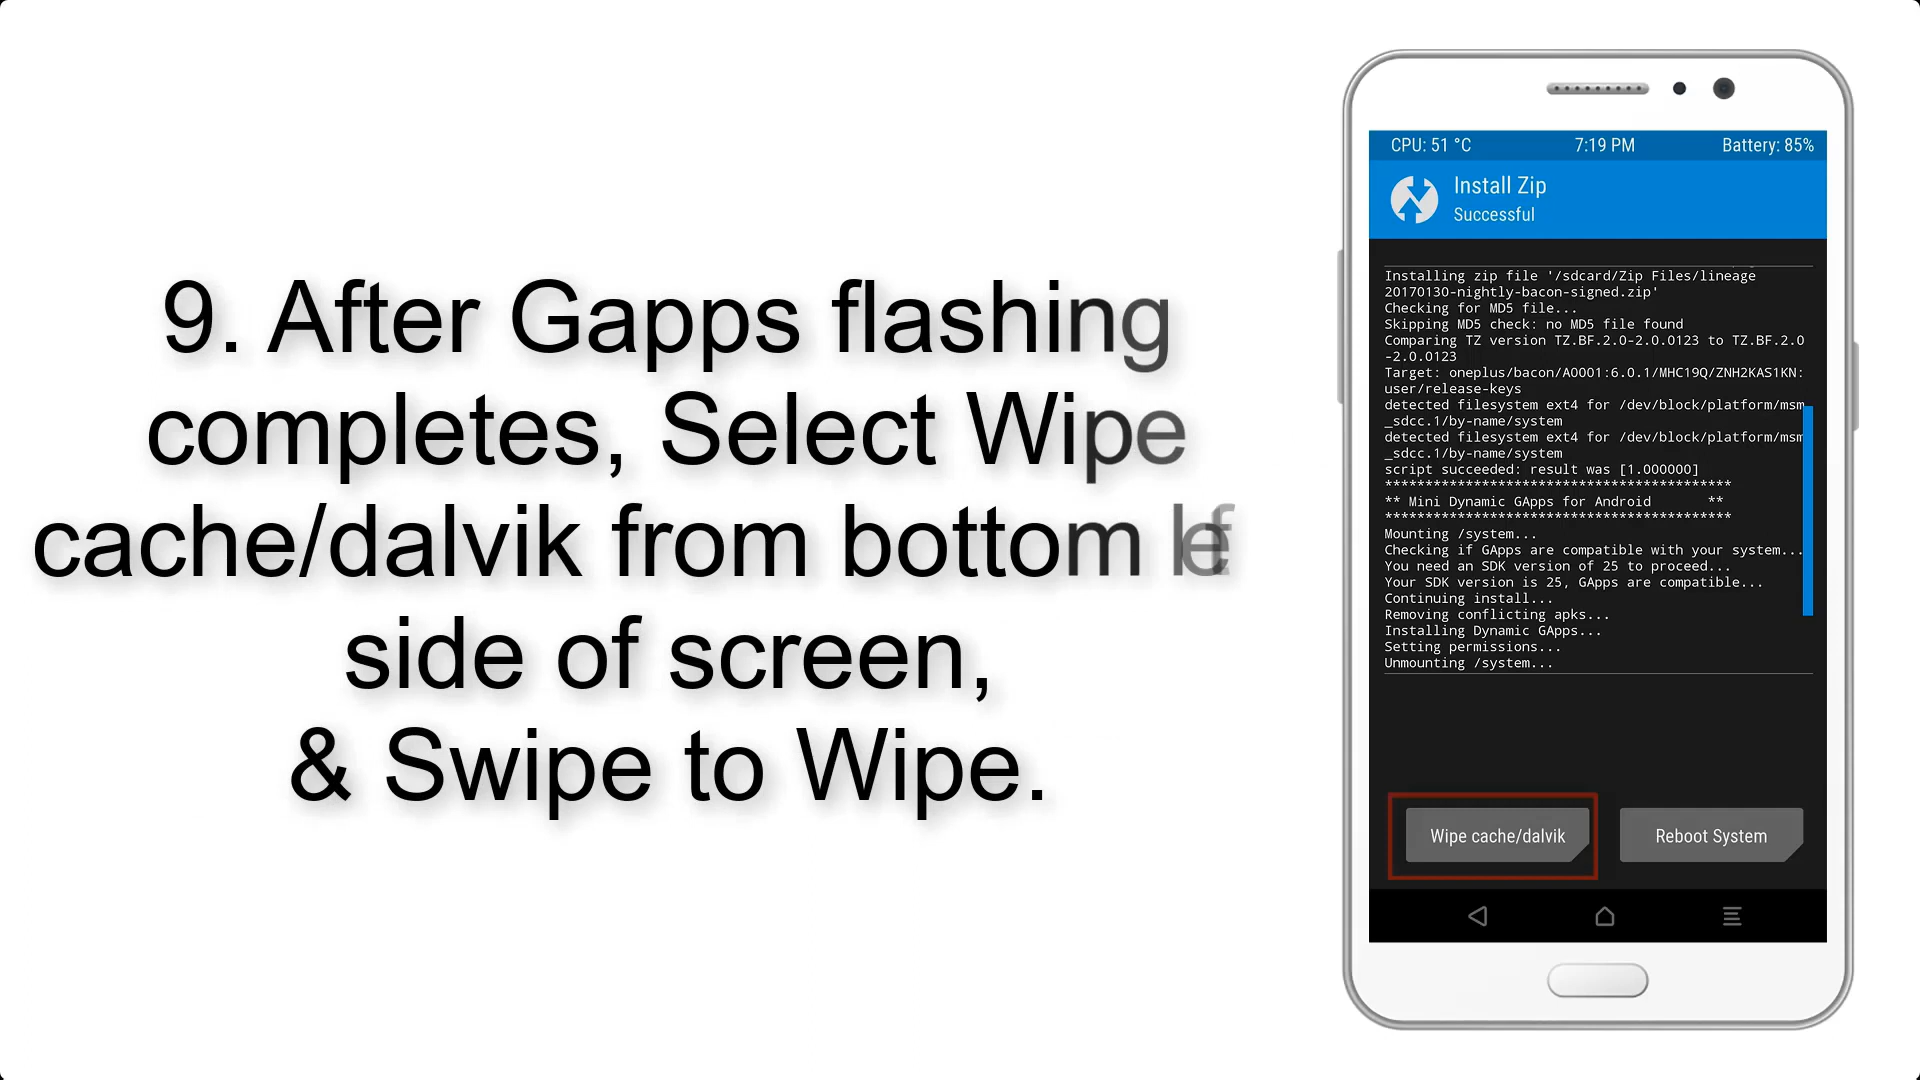 9. After Gapps flashing
completes, Select Wipe
cache/dalvik from bottom lef
side of screen,
& Swipe to Wipe.
CPU: 51 °C 7:19 PM Battery: 85%
Install Zip
Successful
Installing zip file '/sdcard/Zip Files/lineage
20170130-nightly-bacon-signed.zip'
Checking for MD5 file...
Skipping MD5 check: no MD5 file found
Comparing TZ version TZ.BF.2.0-2.0.0123 to TZ.BF.2.0
-2.0.0123
Target: oneplus/bacon/A0001:6.0.1/MHC19Q/ZNH2KAS1KN:
user/release-keys
detected filesystem ext4 for /dev/block/platform/msm
_sdcc.1/by-name/system
detected filesystem ext4 for /dev/block/platform/msm
_sdcc.1/by-name/system
script succeeded: result was [1.000000]
*******************************************
** Mini Dynamic GApps for Android **
*******************************************
Mounting /system...
Checking if GApps are compatible with your system...
You need an SDK version of 25 to proceed...
Your SDK version is 25, GApps are compatible...
Continuing install...
Removing conflicting apks...
Installing Dynamic GApps...
Setting permissions...
Unmounting /system...
Wipe cache/dalvik Reboot System